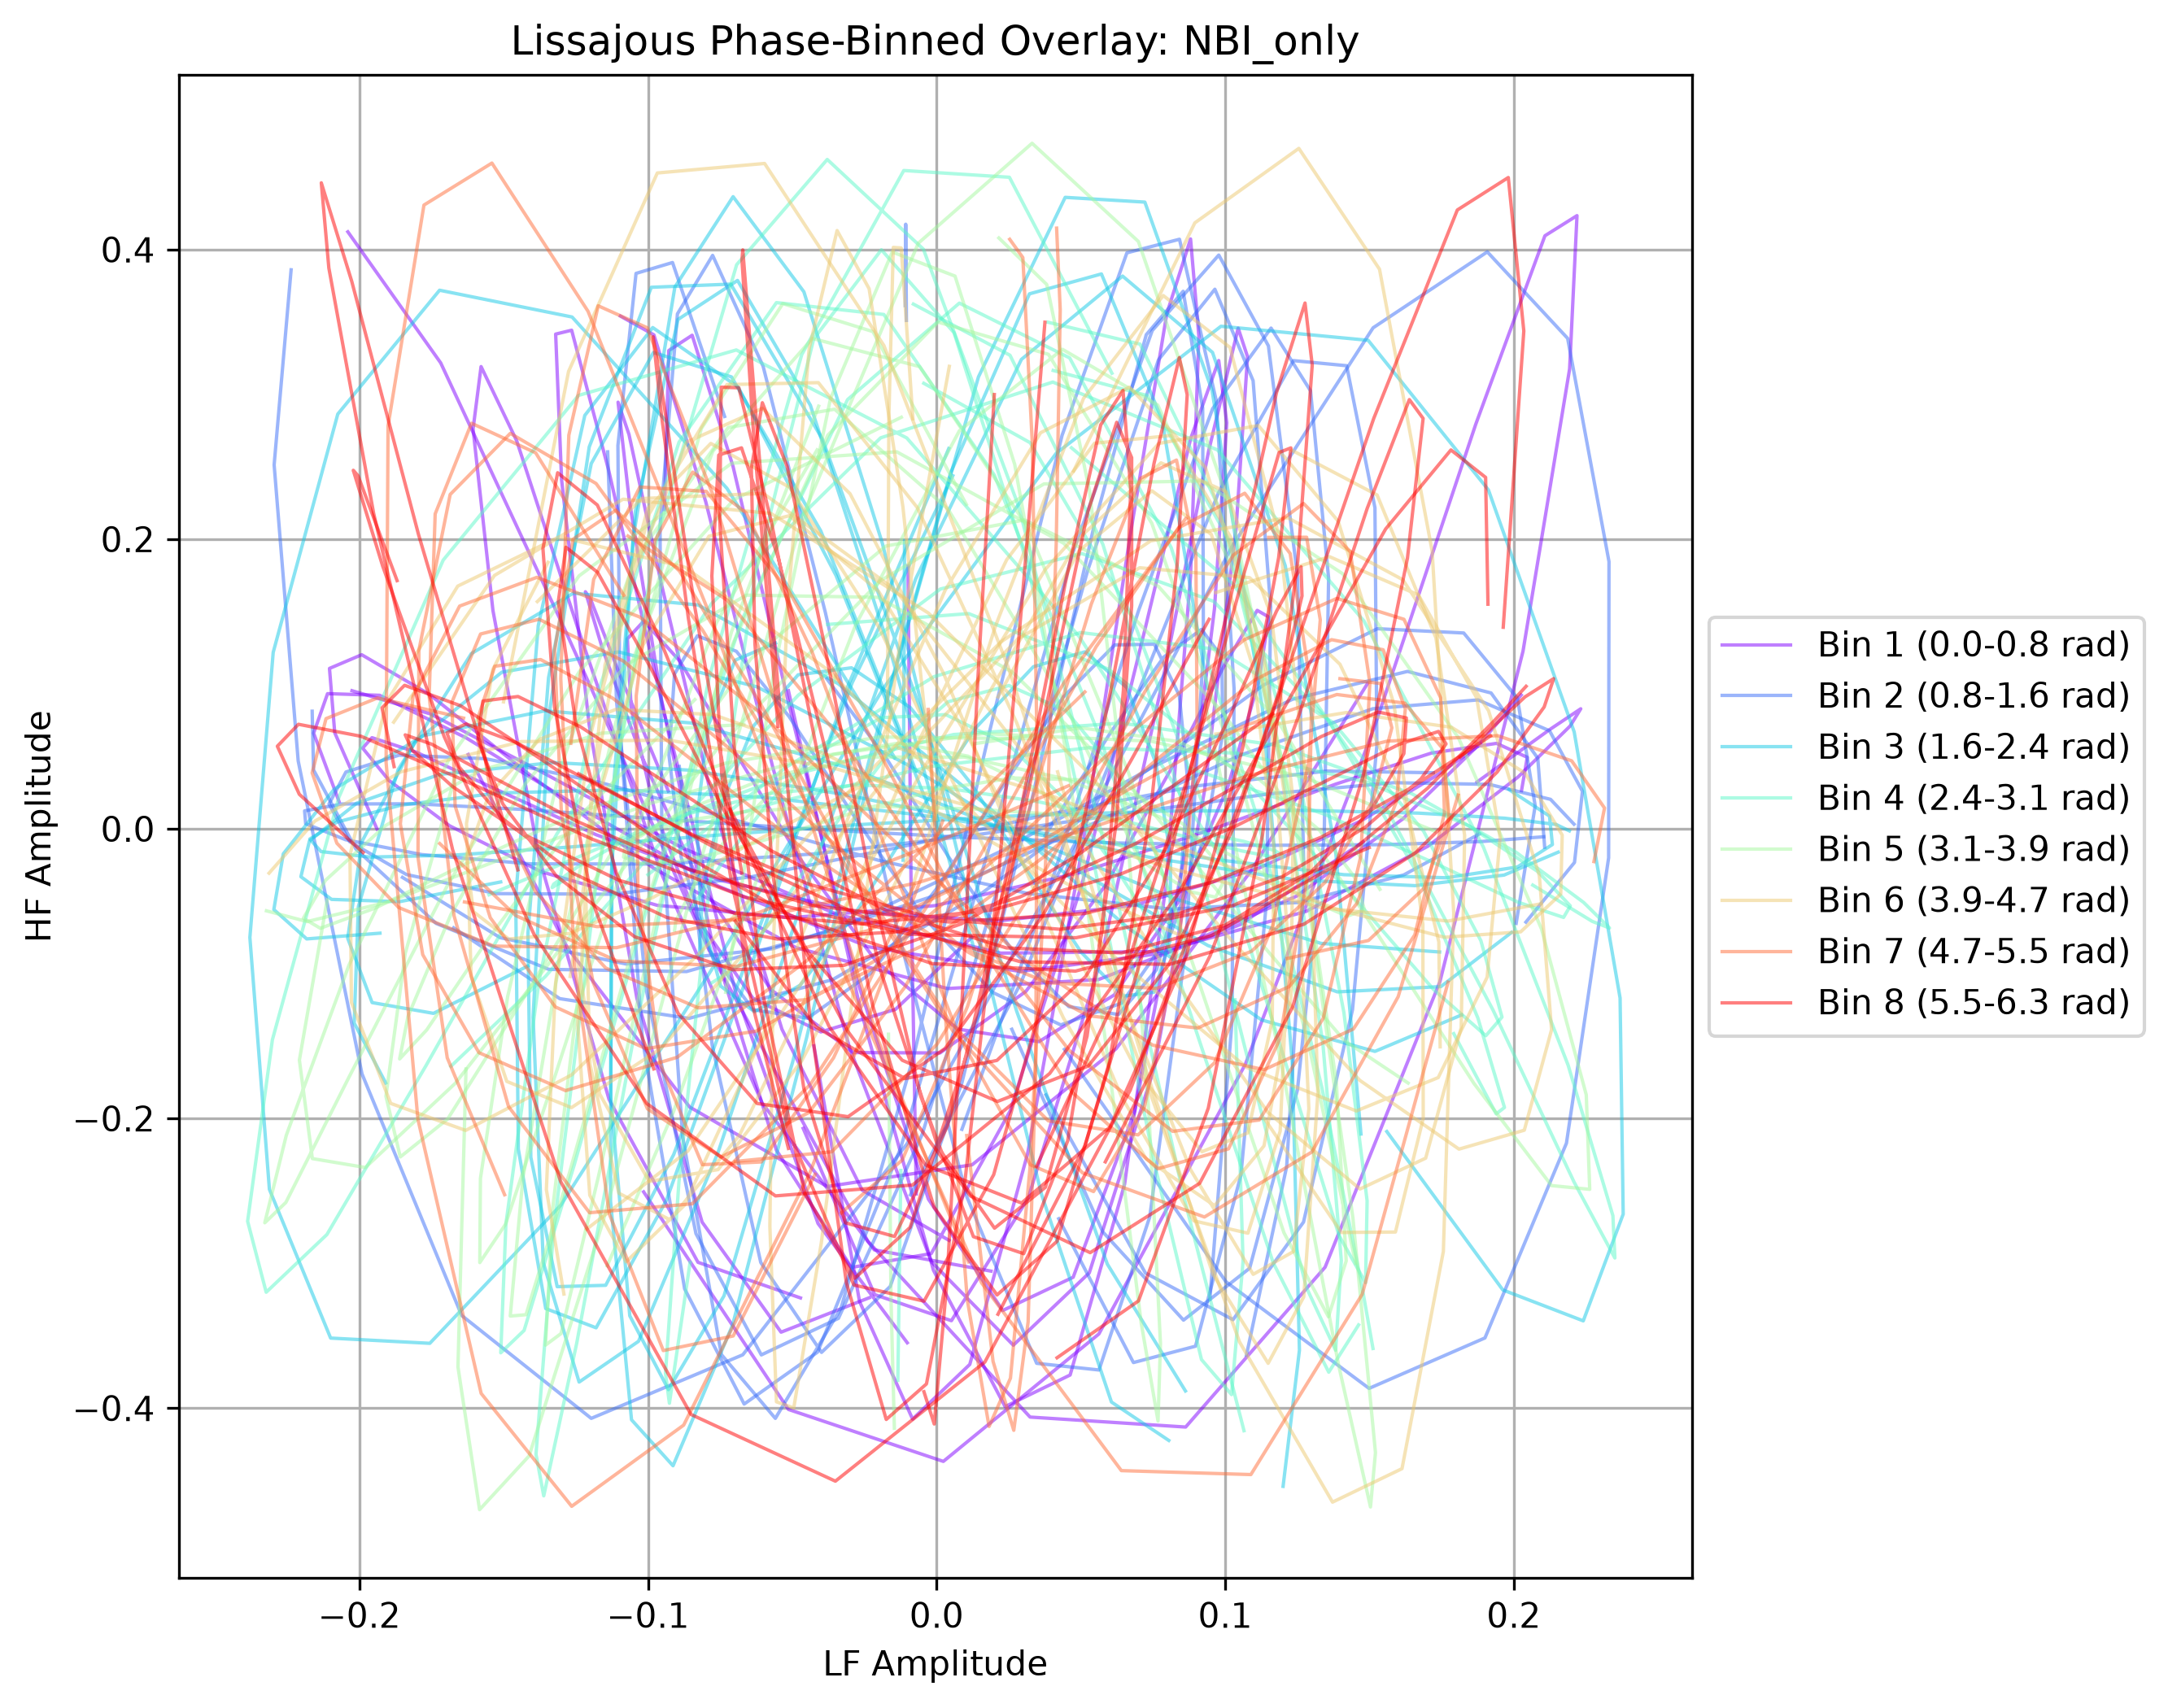 Lissajous Phase-Binned Overlay: NBI_only
HF Amplitude
0.4
0.2
0.0
−0.2
−0.4
−0.2
−0.1
0.0
0.1
0.2
LF Amplitude
Bin 1 (0.0-0.8 rad)
Bin 2 (0.8-1.6 rad)
Bin 3 (1.6-2.4 rad)
Bin 4 (2.4-3.1 rad)
Bin 5 (3.1-3.9 rad)
Bin 6 (3.9-4.7 rad)
Bin 7 (4.7-5.5 rad)
Bin 8 (5.5-6.3 rad)